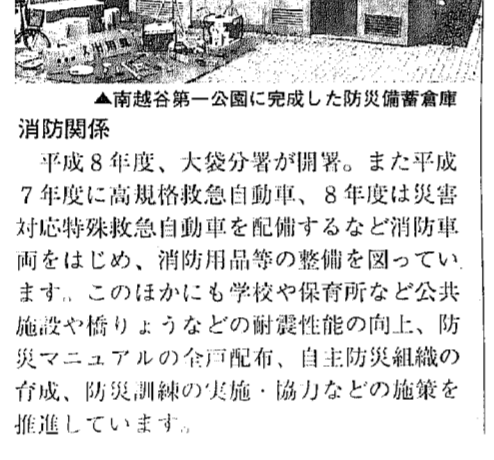 ▲南越谷第一公園に完成した防災備蓄倉庫
消防関係
平成8年度、大袋分署が開署。また平成
7年度に高規格救急自動車、8年度は災害
対応特殊救急自動車を配備するなど消防車
両をはじめ、消防用品等の整備を図ってい
ます。このほかにも学校や保育所など公共
施設や橋りょうなどの耐震性能の向上、防
災マニュアルの全戸配布、自主防災組織の
育成、防災訓練の実施・協力などの施策を
推進しています。